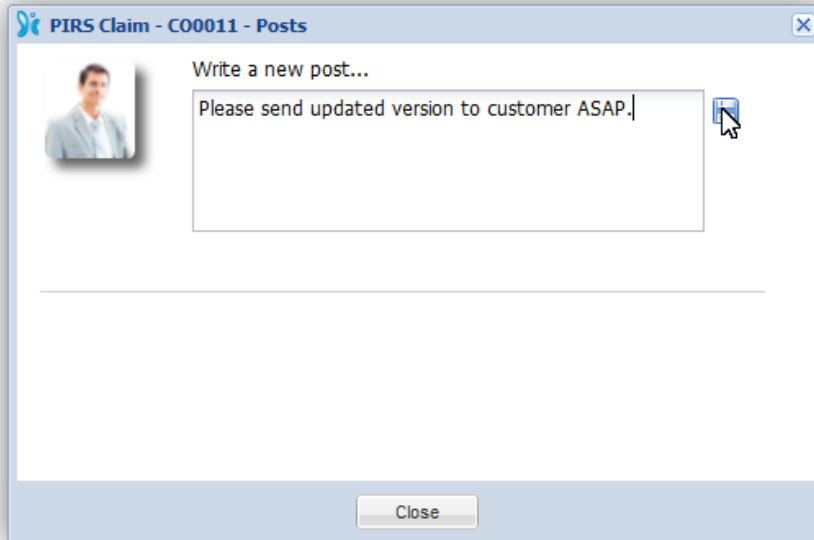 PIRS Claim - CO0011 - Posts
Write a new post...
Please send updated version to customer ASAP.
Close